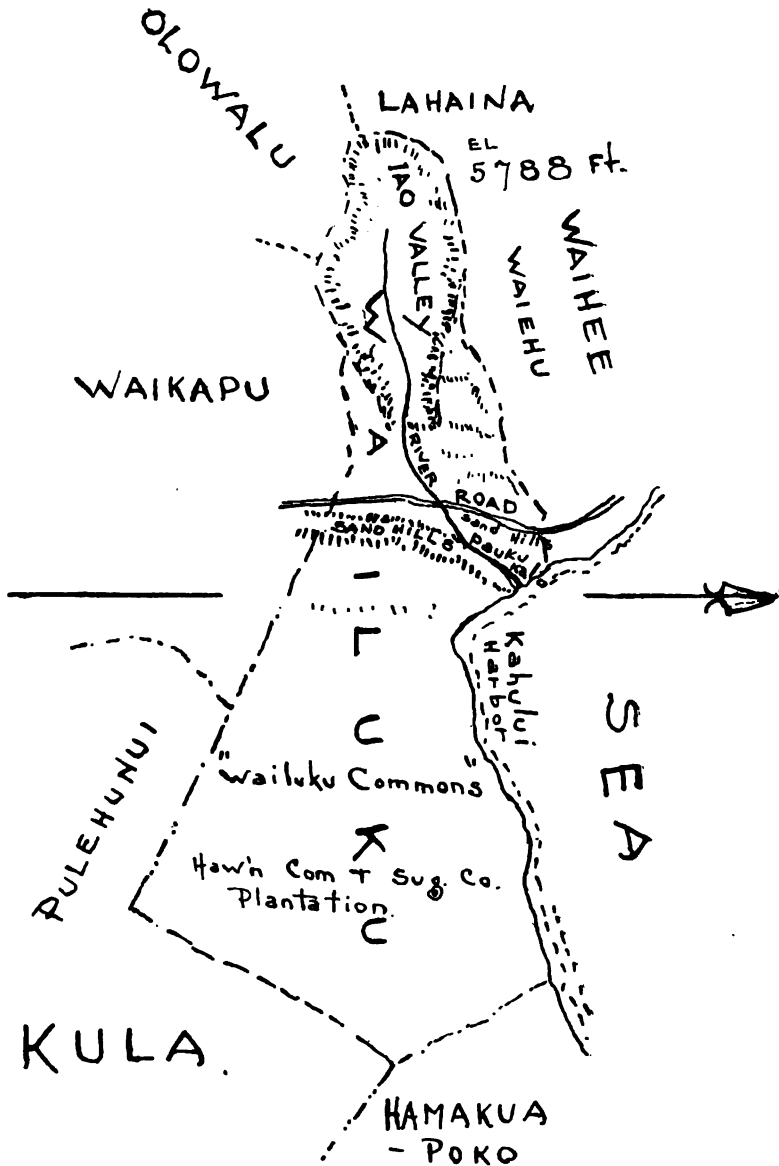 OLOWALU
LAHAINA
EL
5788 Ft.
IAO
VALLEY
WAIHEE
WAIEHU
WAIKAPU
WAILUKU
RIVER
ROAD
Sand Hills
SAND HILLS
Pauku
Kahului
Harbor
SEA
"Wailuku Commons"
PULEHUNUI
Haw'n Com & Sug. Co.
Plantation.
KULA.
HAMAKUA
- POKO